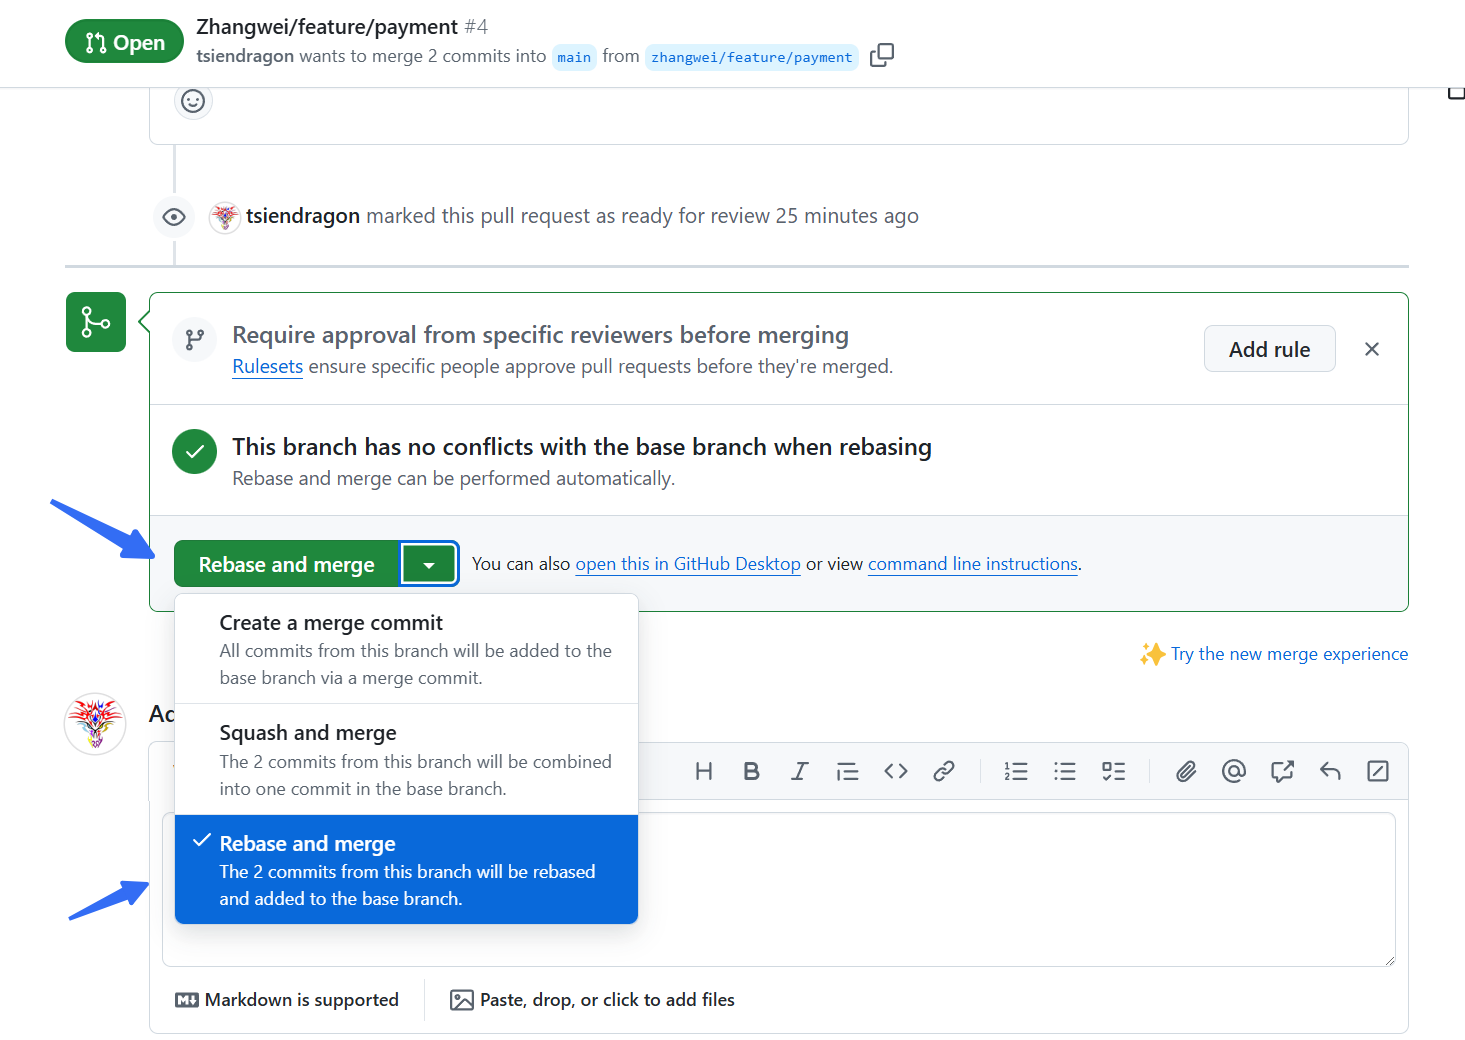 Open
Zhangwei/feature/payment #4
tsiendragon wants to merge 2 commits into main from zhangwei/feature/payment
tsiendragon marked this pull request as ready for review 25 minutes ago
Require approval from specific reviewers before merging
Rulesets ensure specific people approve pull requests before they're merged.
Add rule
This branch has no conflicts with the base branch when rebasing
Rebase and merge can be performed automatically.
Rebase and merge
You can also open this in GitHub Desktop or view command line instructions.
Create a merge commit
All commits from this branch will be added to the
base branch via a merge commit.
Try the new merge experience
Squash and merge
The 2 commits from this branch will be combined
into one commit in the base branch.
Rebase and merge
The 2 commits from this branch will be rebased
and added to the base branch.
Markdown is supported
Paste, drop, or click to add files